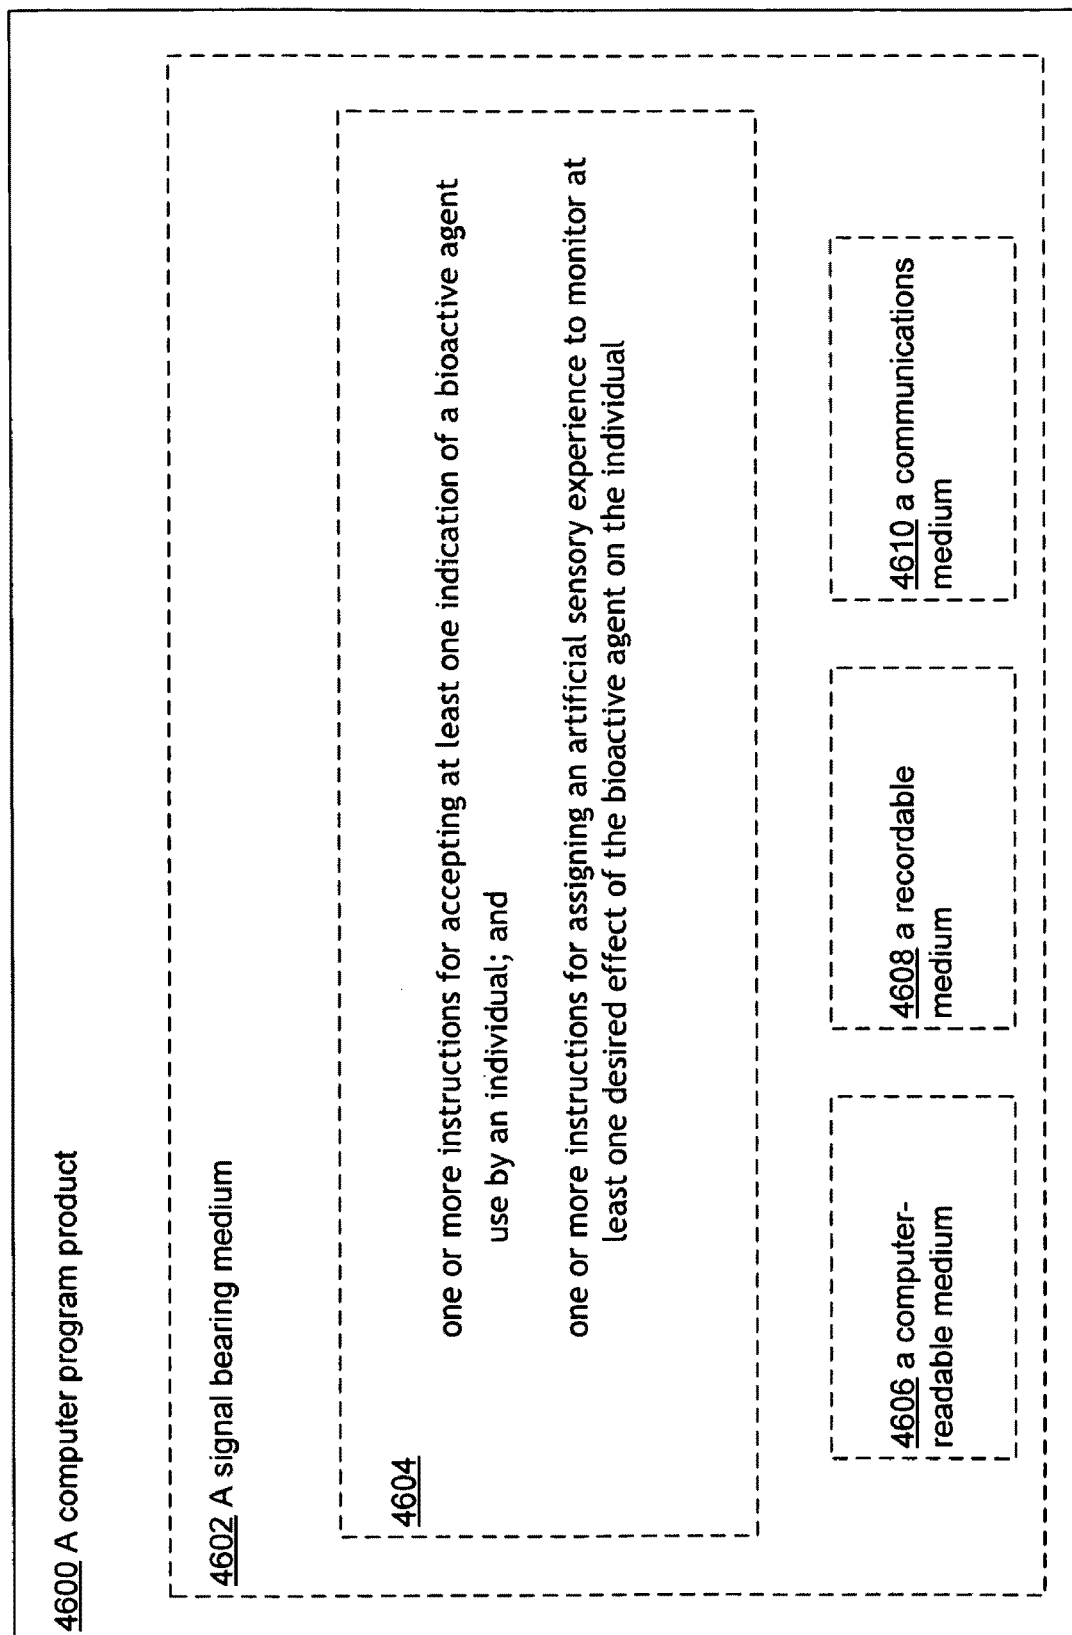 4600 A computer program product
4602 A signal bearing medium
4604
one or more instructions for accepting at least one indication of a bioactive agent
use by an individual; and
one or more instructions for assigning an artificial sensory experience to monitor at
least one desired effect of the bioactive agent on the individual
4606 a computer-
readable medium
4608 a recordable
medium
4610 a communications
medium